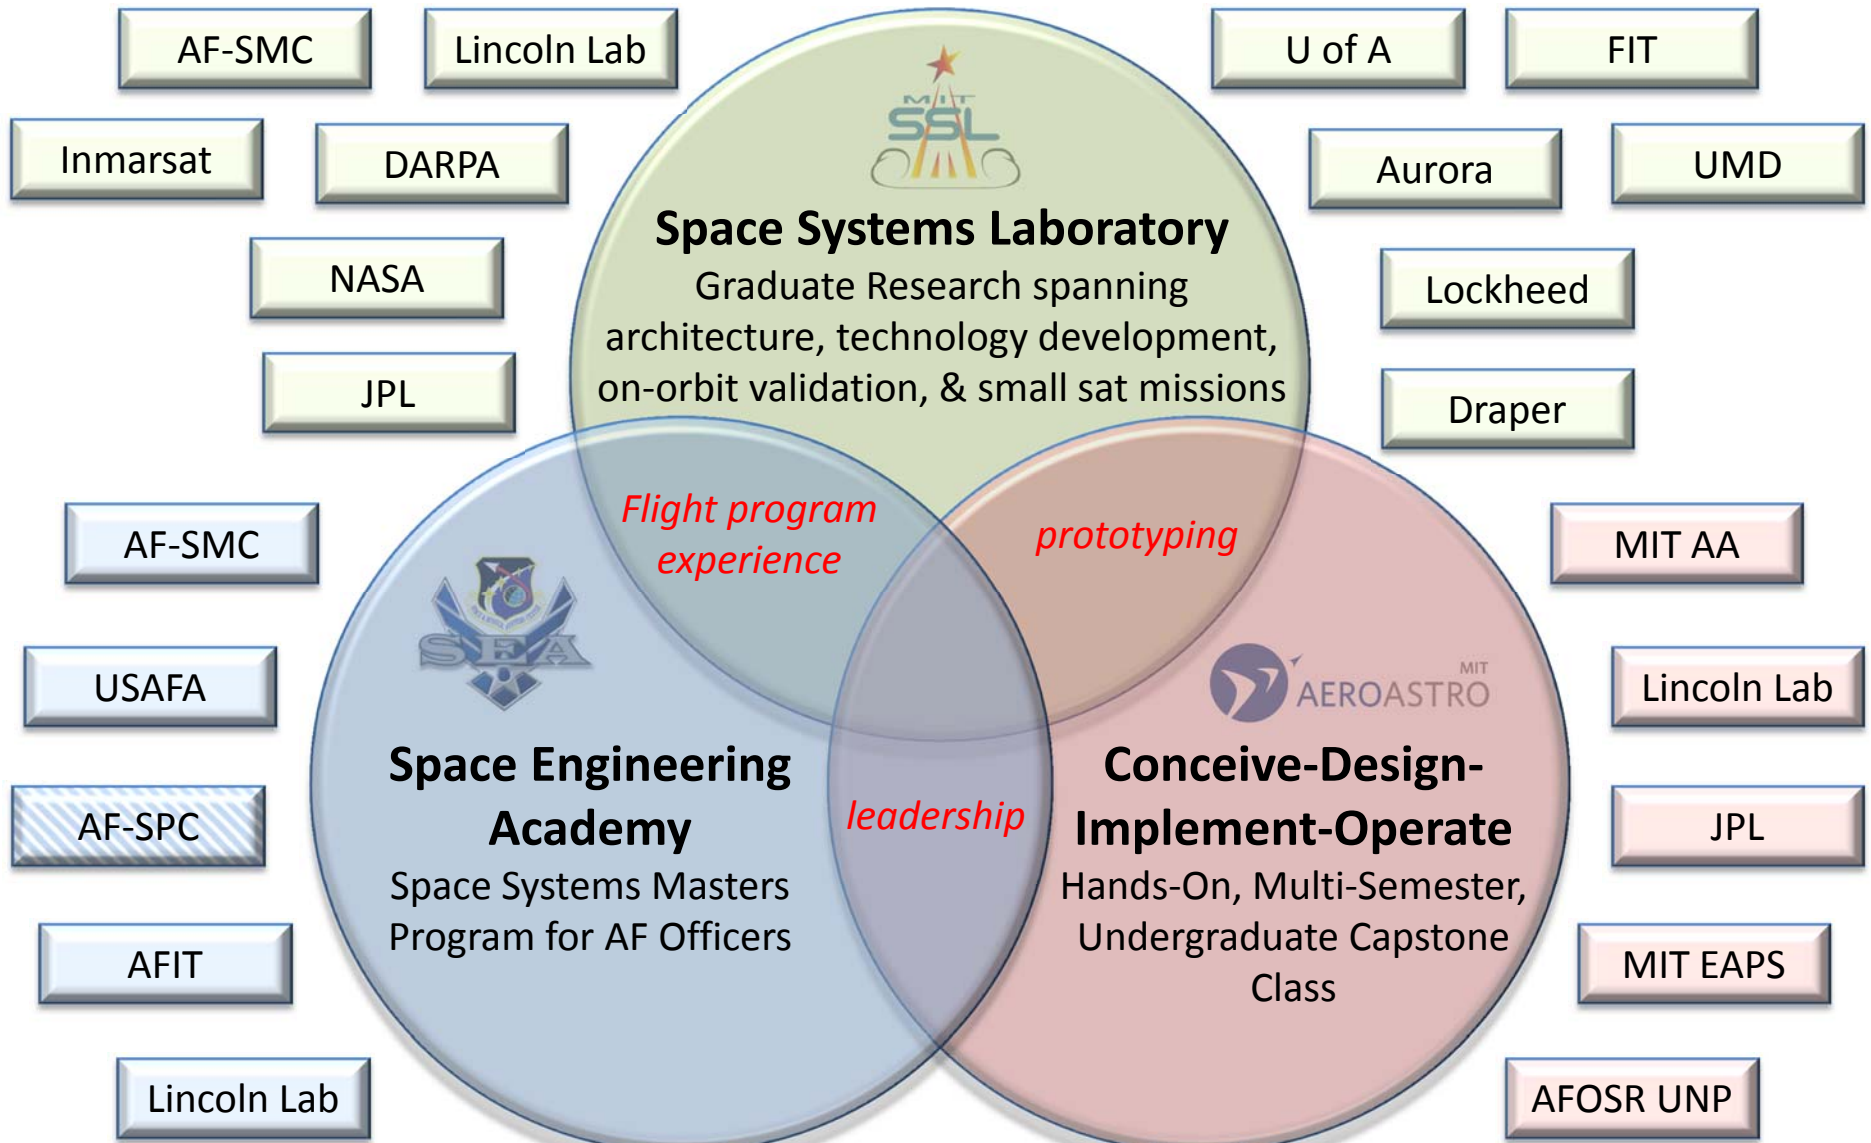 AF-SMC
Lincoln Lab
U of A
FIT
Inmarsat
DARPA
Aurora
UMD
NASA
Lockheed
JPL
Draper
MIT
SSL
Space Systems Laboratory
Graduate Research spanning
architecture, technology development,
on-orbit validation, & small sat missions
Flight program
experience
prototyping
leadership
AF-SMC
USAFA
AF-SPC
AFIT
Lincoln Lab
SEA
Space Engineering
Academy
Space Systems Masters
Program for AF Officers
MIT
AEROASTRO
Conceive-Design-
Implement-Operate
Hands-On, Multi-Semester,
Undergraduate Capstone
Class
MIT AA
Lincoln Lab
JPL
MIT EAPS
AFOSR UNP